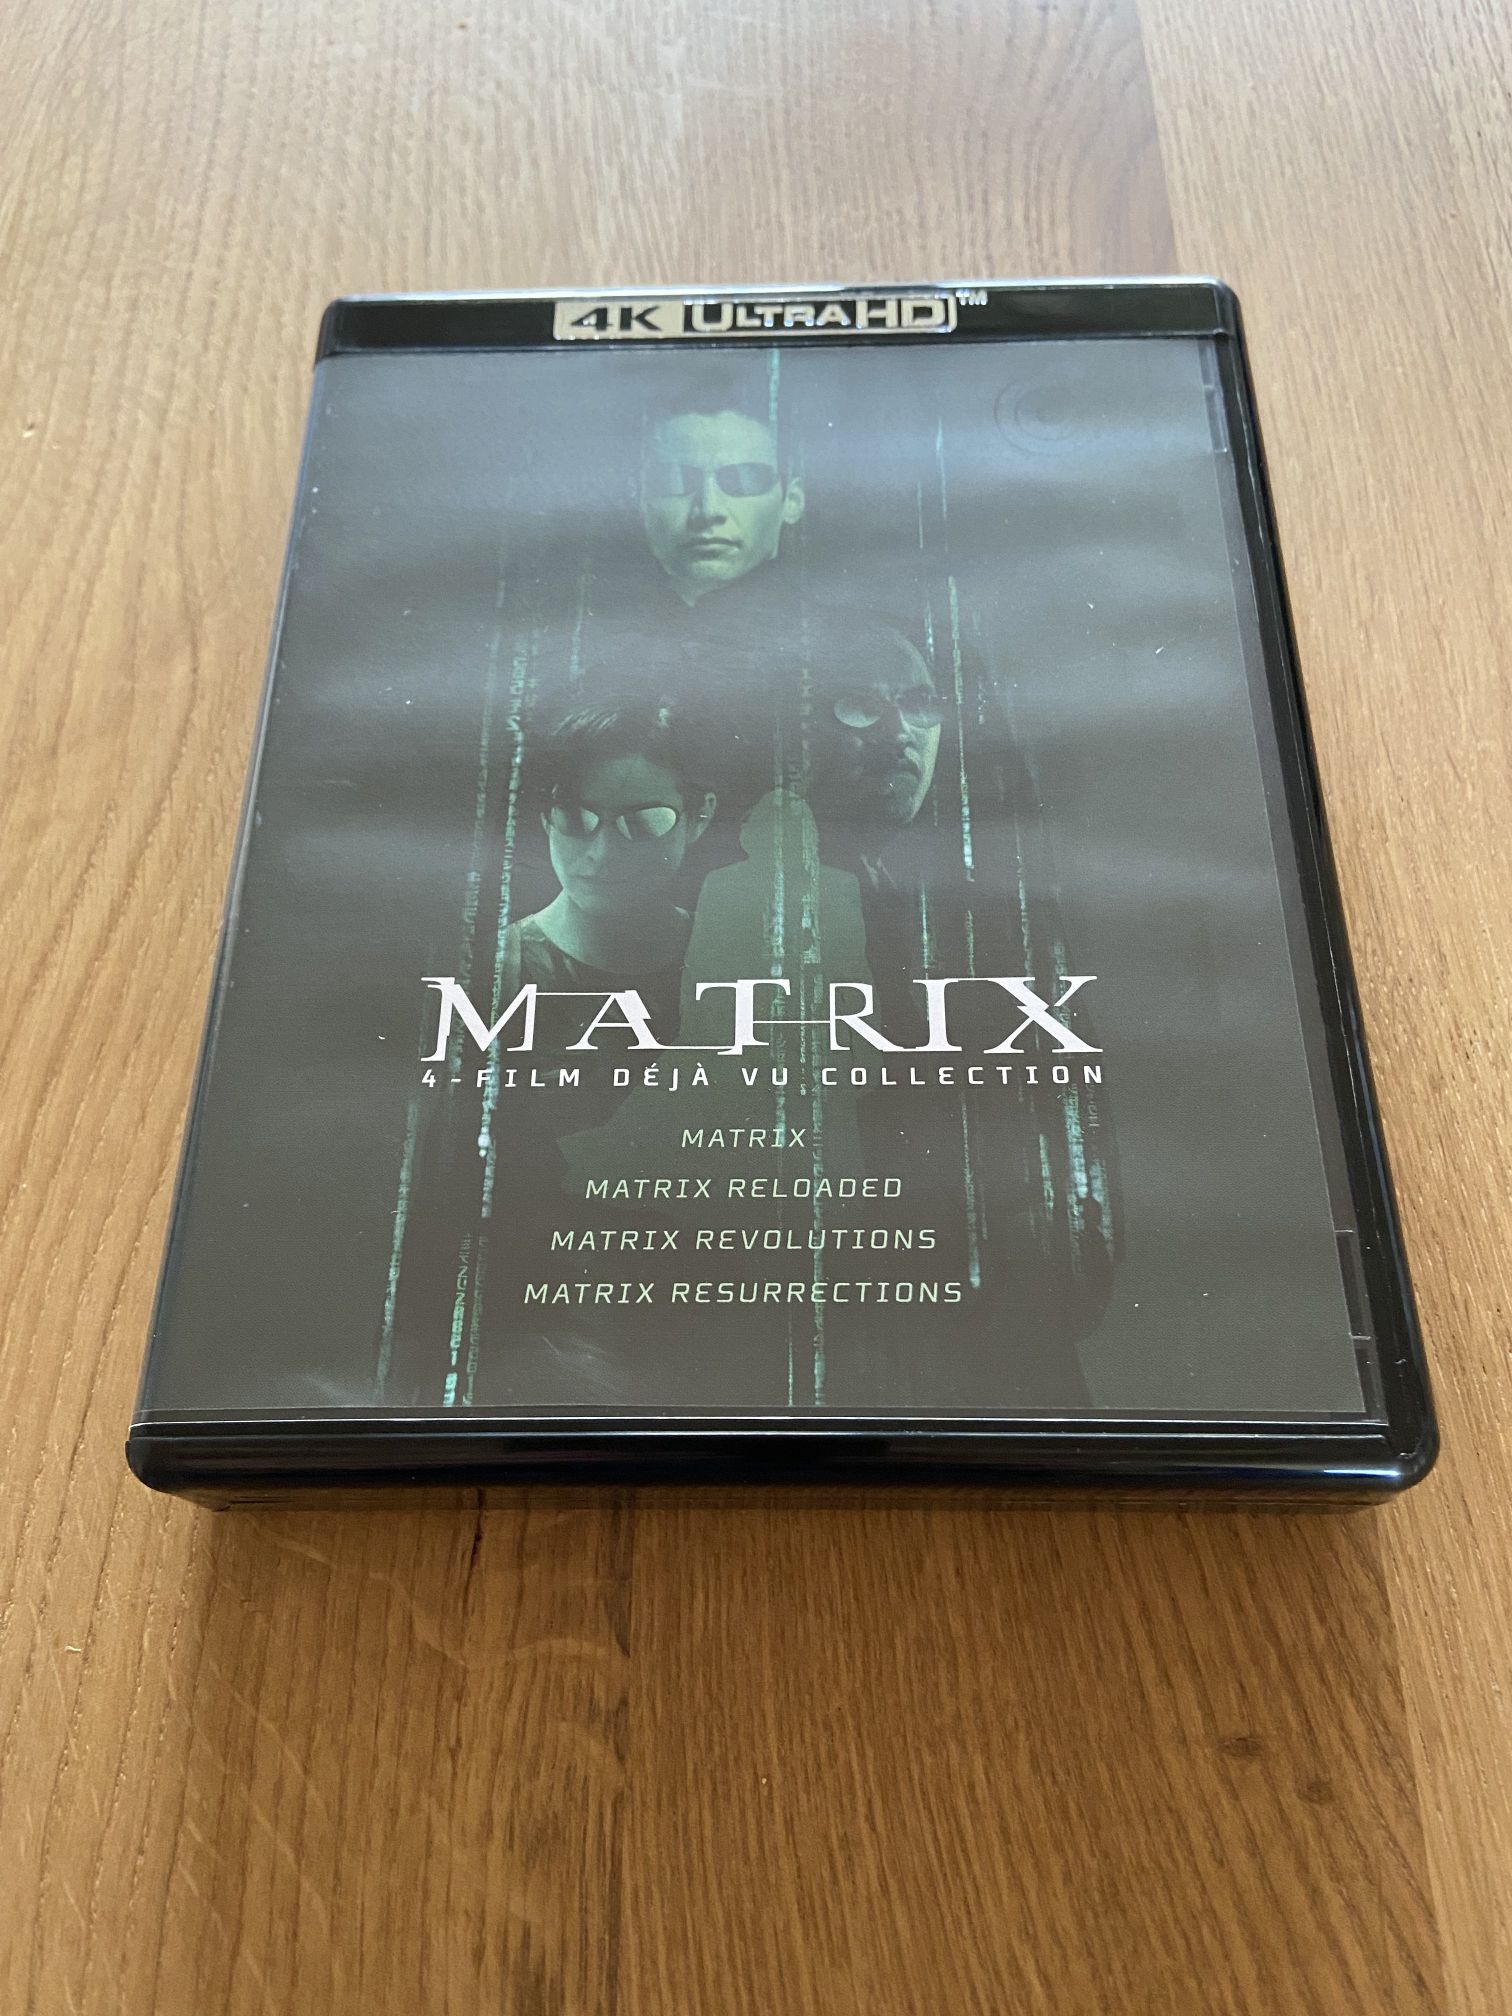 4K ULTRA HD™
MATRIX
4-FILM DÉJÀ VU COLLECTION
MATRIX
MATRIX RELOADED
MATRIX REVOLUTIONS
MATRIX RESURRECTIONS